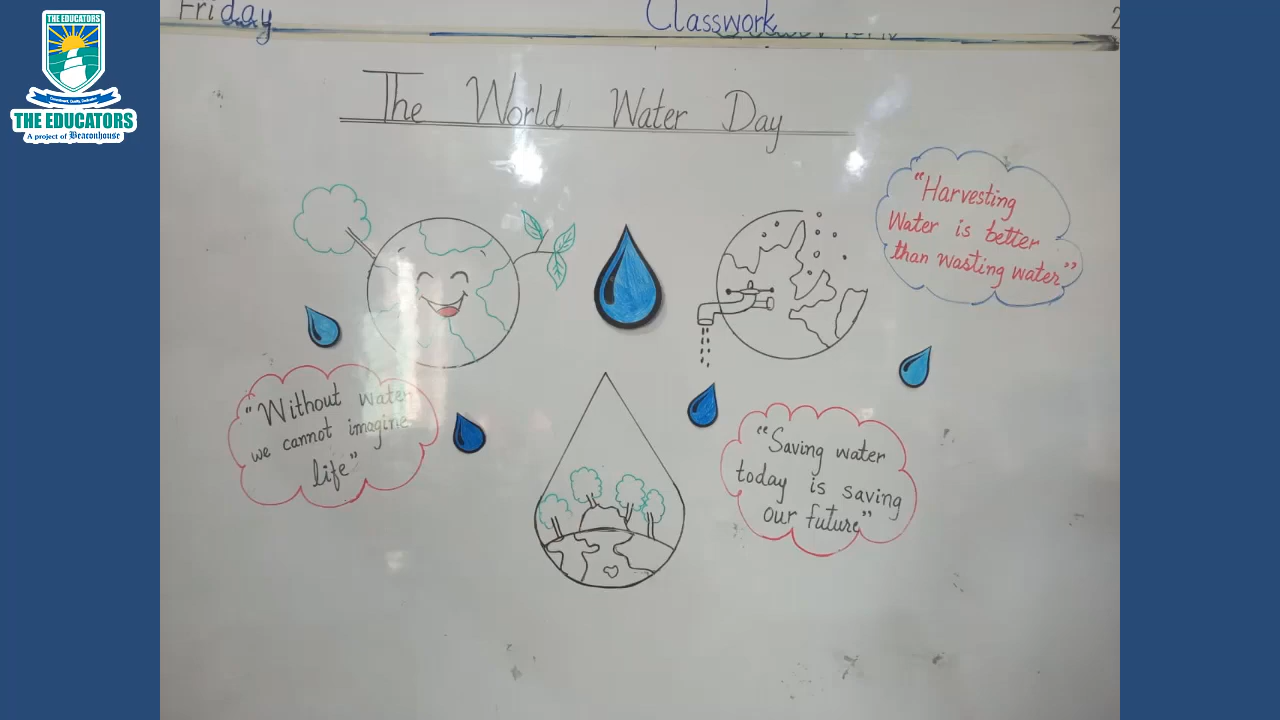 Friday
Classwork
2
THE EDUCATORS
THE EDUCATORS
A project of Beaconhouse
The World Water Day
"Harvesting
Water is better
than wasting water"
"Without water
we cannot imagine
life"
"Saving water
today is saving
our future"